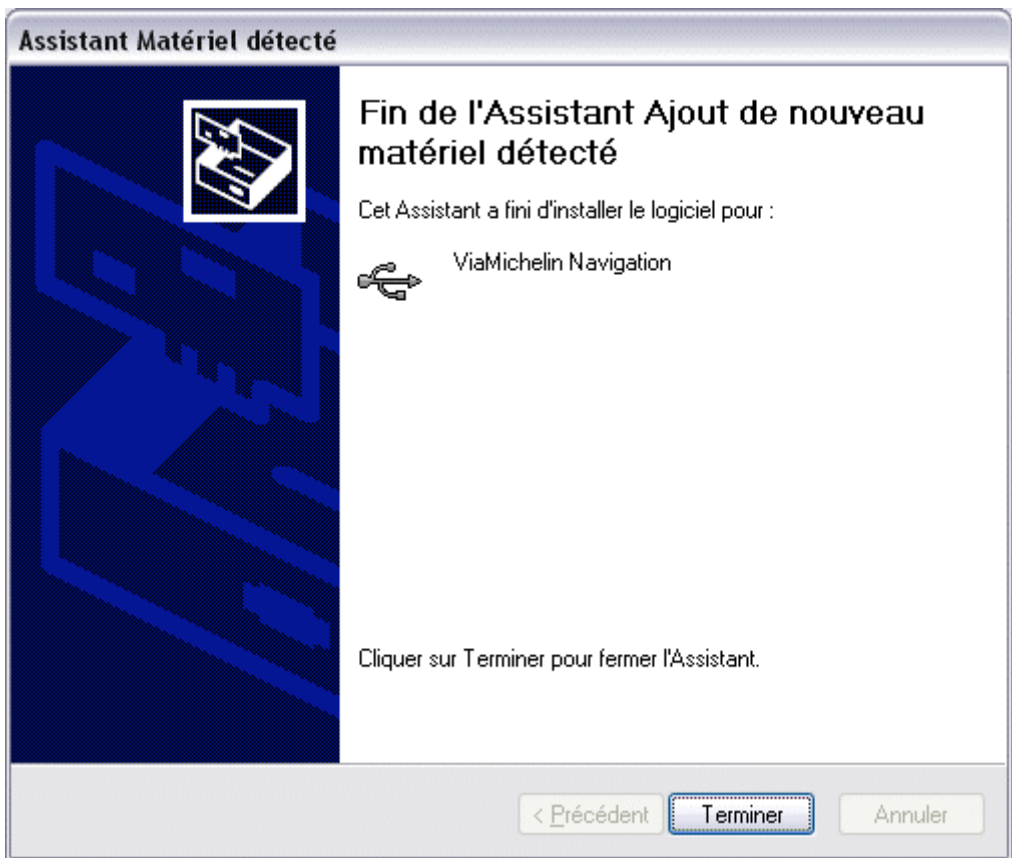 Assistant Matériel détecté
Fin de l'Assistant Ajout de nouveau
matériel détecté
Cet Assistant a fini d'installer le logiciel pour :
ViaMichelin Navigation
Cliquer sur Terminer pour fermer l'Assistant.
< Précédent Terminer Annuler